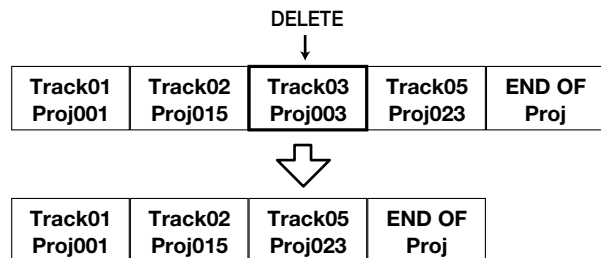 DELETE
Track01 Track02 Track03 Track05 END OF
Proj001 Proj015 Proj003 Proj023 Proj
Track01 Track02 Track05 END OF
Proj001 Proj015 Proj023 Proj